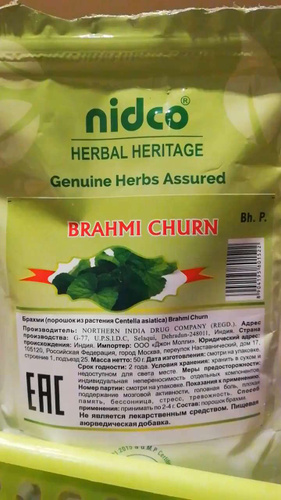 nidco®
HERBAL HERITAGE
Genuine Herbs Assured
Bh. P.
BRAHMI CHURN
Брахми (порошок из растения Centella asiatica) Brahmi Churn
Производитель: NORTHERN INDIA DRUG COMPANY (REGD.). Адрес
производства: G-77, U.P.S.I.D.C, Selaqui, Dehradun-248011, Индия. Страна
происхождения: Индия. Импортер: ООО «Джон Молли». Юридический адрес:
105120, Российская Федерация, город Москва, переулок Наставнический, дом 17,
строение 1, подъезд 25. Масса нетто: 50 г. Дата изготовления: смотри на упаковке.
Срок годности: 2 года. Условия хранения: хранить в сухом и
недоступном для света месте. Меры предосторожности:
индивидуальная непереносимость отдельных компонентов.
Номер партии: смотри на упаковке. Показания к применению:
поддержание мозговой активности, головная боль, плохая
память, бессонница, стресс, тревожность. Способ
применения: принимать по 2-4 г. Состав: порошок брахми.
Не является лекарственным средством. Пищевая
аюрведическая добавка.
EAC